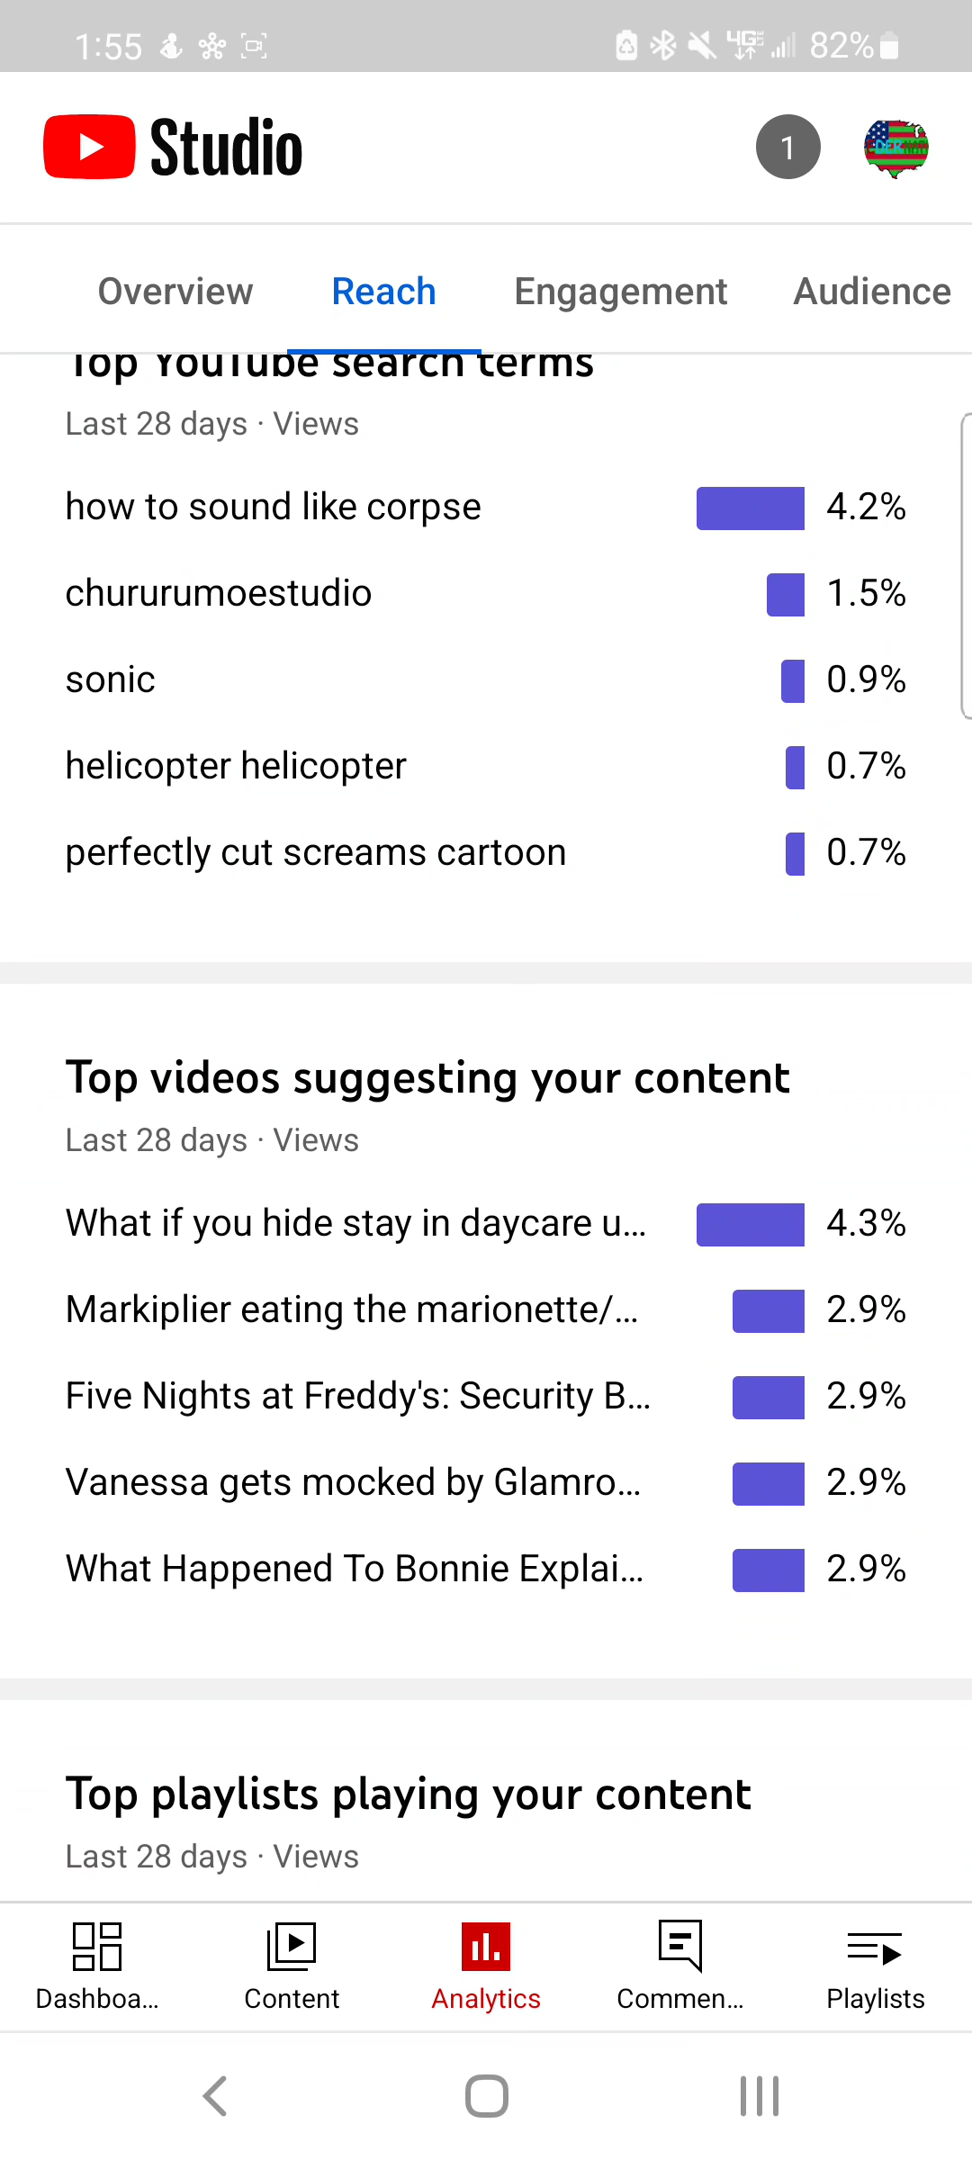 1:55
4G
82%
Studio
1
Overview
Reach
Engagement
Audience
Top YouTube search terms
Last 28 days · Views
how to sound like corpse 4.2%
chururumoestudio 1.5%
sonic 0.9%
helicopter helicopter 0.7%
perfectly cut screams cartoon 0.7%
Top videos suggesting your content
Last 28 days · Views
What if you hide stay in daycare u... 4.3%
Markiplier eating the marionette/... 2.9%
Five Nights at Freddy's: Security B... 2.9%
Vanessa gets mocked by Glamro... 2.9%
What Happened To Bonnie Explai... 2.9%
Top playlists playing your content
Last 28 days · Views
Dashboa...
Content
Analytics
Commen...
Playlists